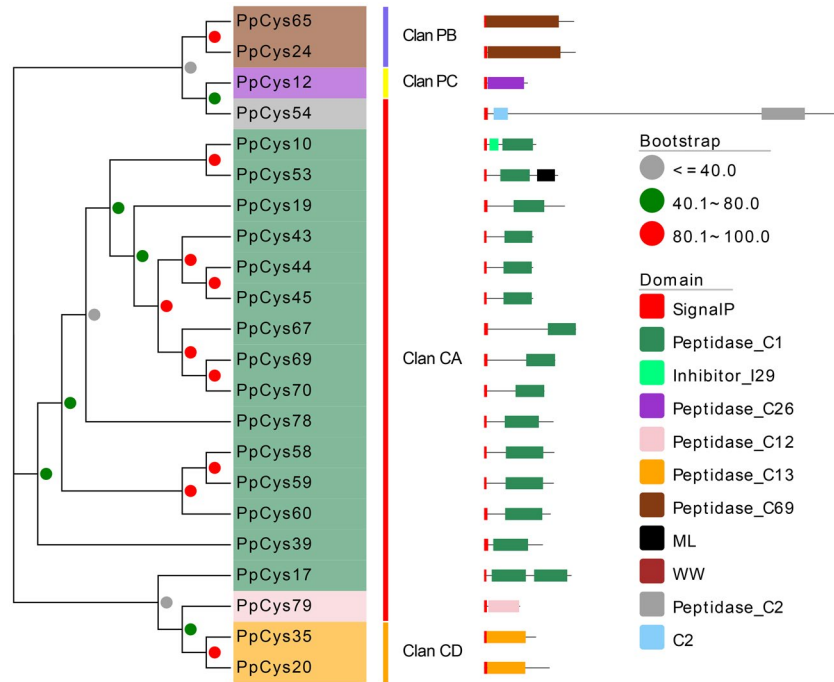 PpCys65
PpCys24
PpCys12
PpCys54
PpCys10
PpCys53
PpCys19
PpCys43
PpCys44
PpCys45
PpCys67
PpCys69
PpCys70
PpCys78
PpCys58
PpCys59
PpCys60
PpCys39
PpCys17
PpCys79
PpCys35
PpCys20
Clan PB
Clan PC
Clan CA
Clan CD
Bootstrap
<=40.0
40.1~80.0
80.1~100.0
Domain
SignalP
Peptidase_C1
Inhibitor_I29
Peptidase_C26
Peptidase_C12
Peptidase_C13
Peptidase_C69
ML
WW
Peptidase_C2
C2